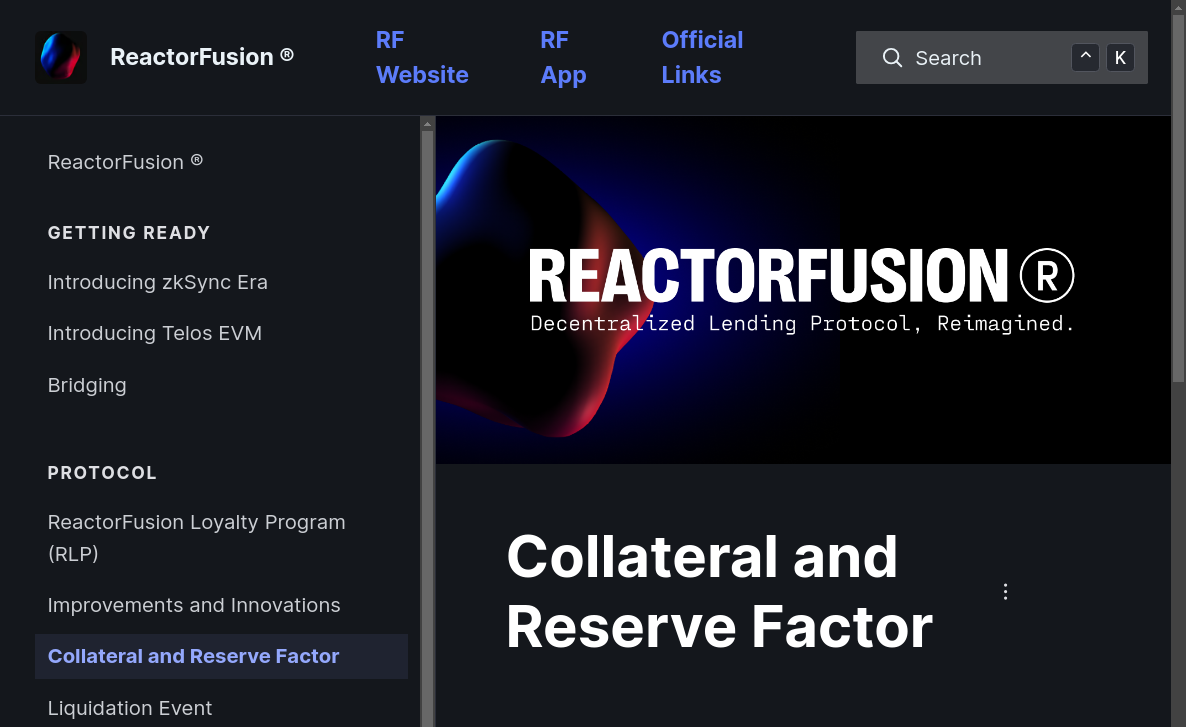 ReactorFusion ®
RF
Website
RF
App
Official
Links
Search
^
K
ReactorFusion ®
GETTING READY
Introducing zkSync Era
Introducing Telos EVM
Bridging
PROTOCOL
ReactorFusion Loyalty Program
(RLP)
Improvements and Innovations
Collateral and Reserve Factor
Liquidation Event
REACTORFUSION®
Decentralized Lending Protocol, Reimagined.
Collateral and
Reserve Factor